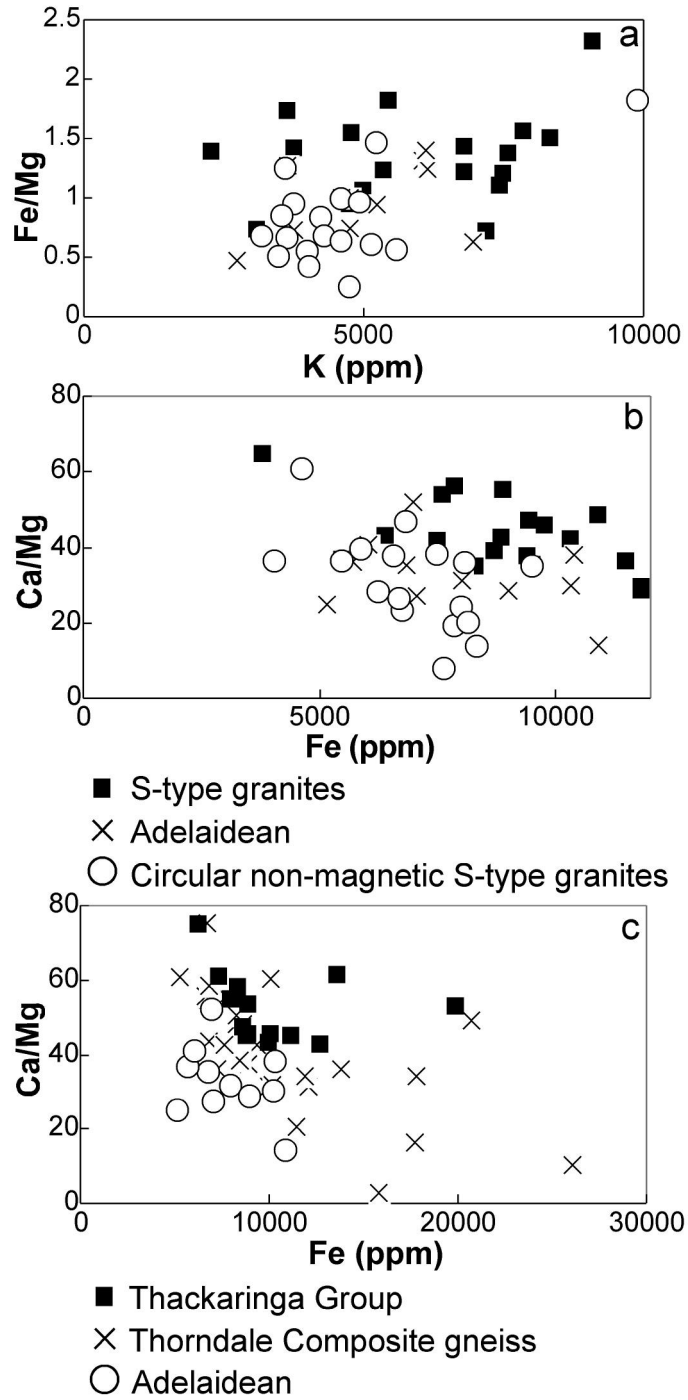 a
2.5
2
1.5
1
0.5
0
Fe/Mg
0 5000 10000
K (ppm)
b
80
60
40
20
0
Ca/Mg
0 5000 10000
Fe (ppm)
S-type granites
Adelaidean
Circular non-magnetic S-type granites
c
80
60
40
20
0
Ca/Mg
0 10000 20000 30000
Fe (ppm)
Thackaringa Group
Thorndale Composite gneiss
Adelaidean